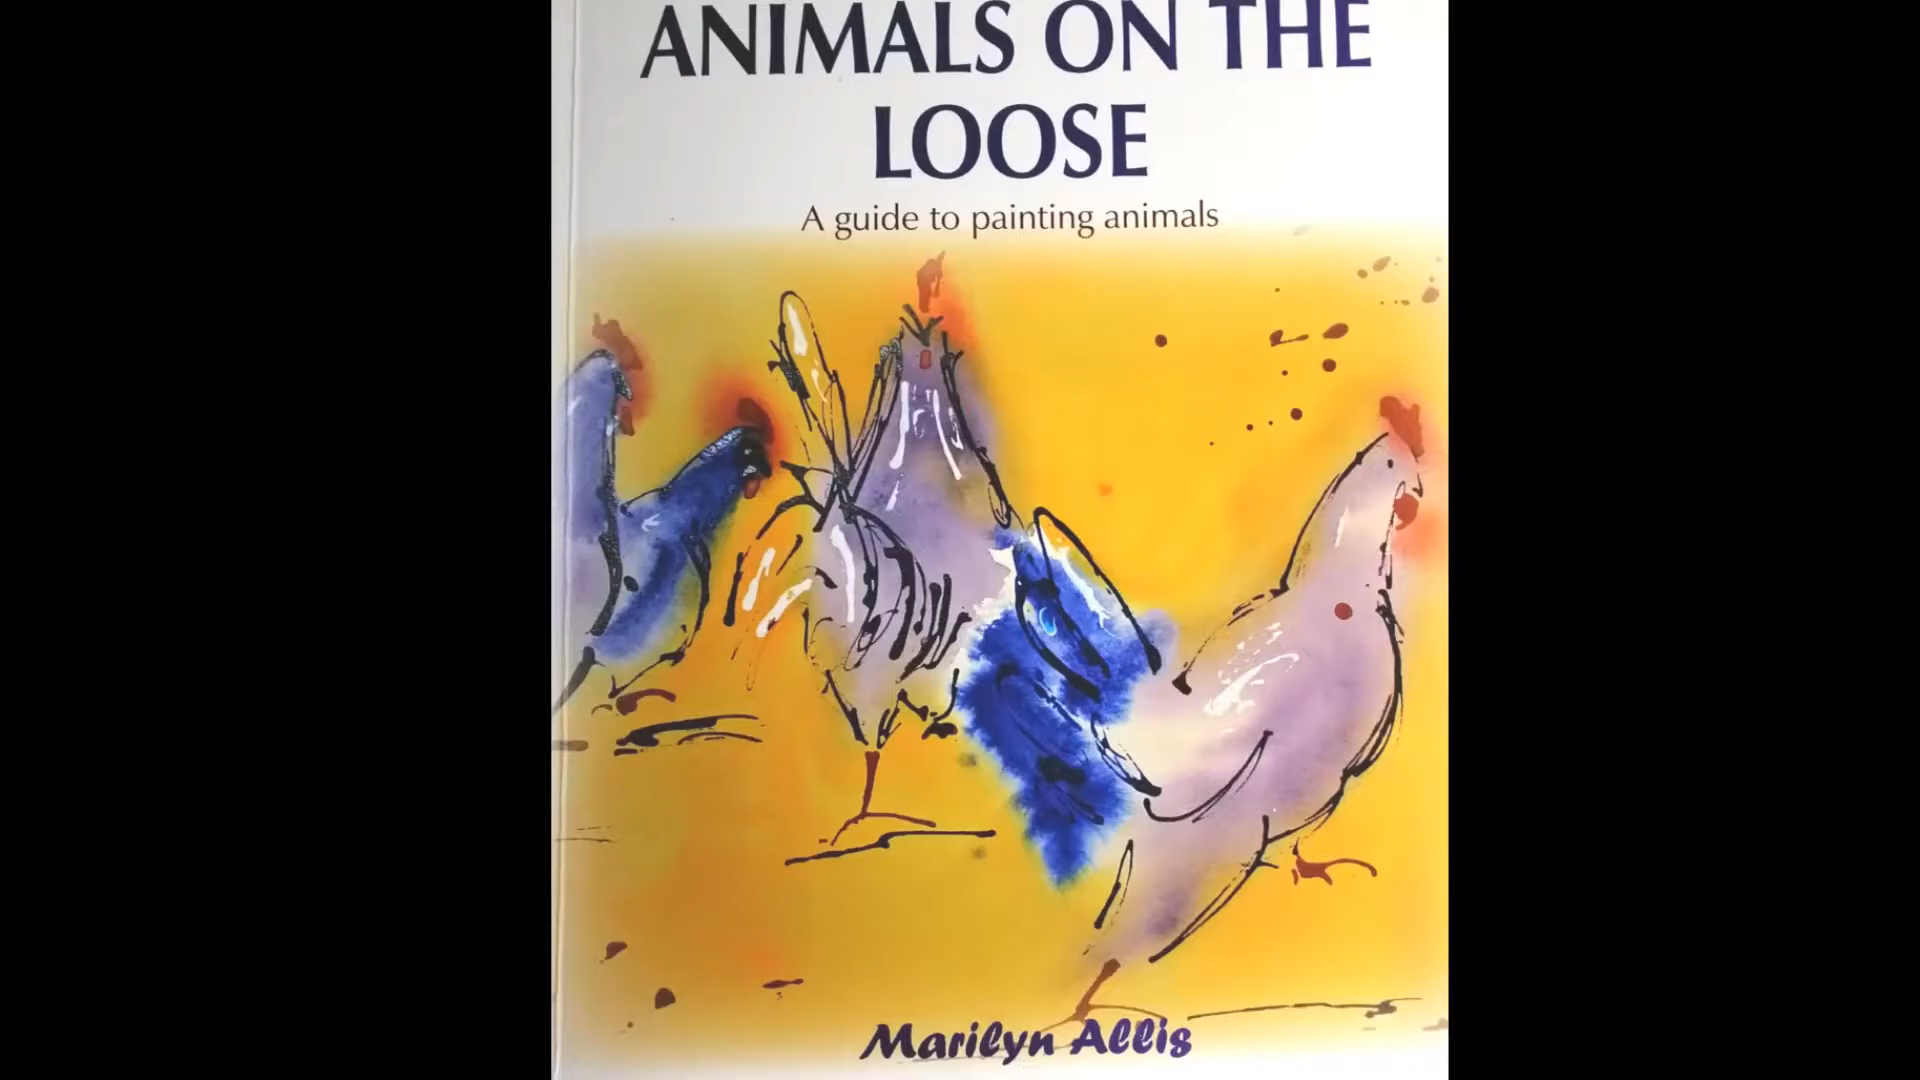 ANIMALS ON THE
LOOSE
A guide to painting animals
Marilyn Allis